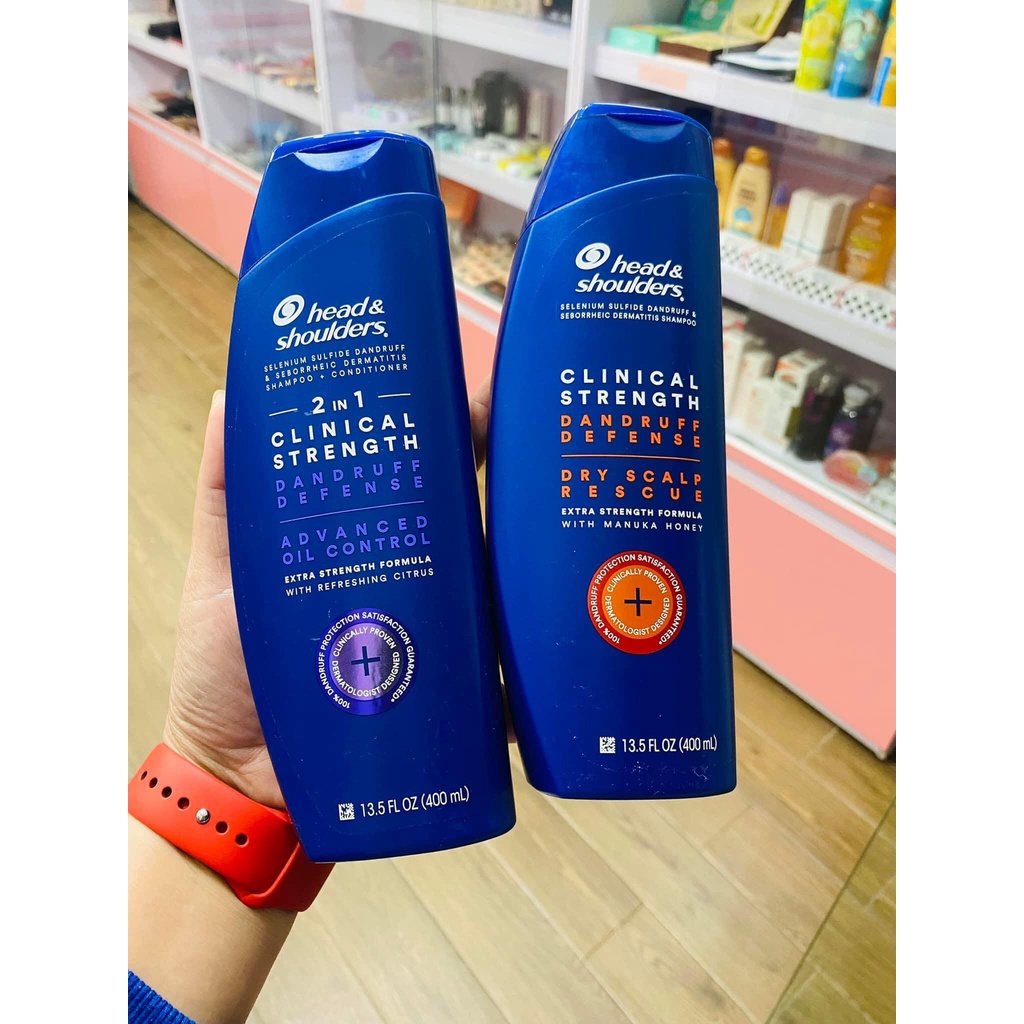 head &
shoulders
SELENIUM SULFIDE DANDRUFF
& SEBORRHEIC DERMATITIS
SHAMPOO + CONDITIONER
2 IN 1
CLINICAL
STRENGTH
DANDRUFF
DEFENSE
ADVANCED
OIL CONTROL
EXTRA STRENGTH FORMULA
WITH REFRESHING CITRUS
100% DANDRUFF PROTECTION SATISFACTION GUARANTEED*
CLINICALLY PROVEN
DERMATOLOGIST DESIGNED
13.5 FL OZ (400 mL)
head &
shoulders
SELENIUM SULFIDE DANDRUFF &
SEBORRHEIC DERMATITIS SHAMPOO
CLINICAL
STRENGTH
DANDRUFF
DEFENSE
DRY SCALP
RESCUE
EXTRA STRENGTH FORMULA
WITH MANUKA HONEY
100% DANDRUFF PROTECTION SATISFACTION GUARANTEED*
CLINICALLY PROVEN
DERMATOLOGIST DESIGNED
13.5 FL OZ (400 mL)